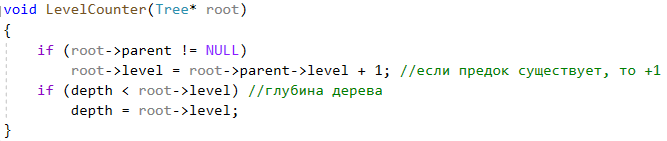 void LevelCounter(Tree* root)
{
    if (root->parent != NULL)
        root->level = root->parent->level + 1; //если предок существует, то +1
    if (depth < root->level) //глубина дерева
        depth = root->level;
}